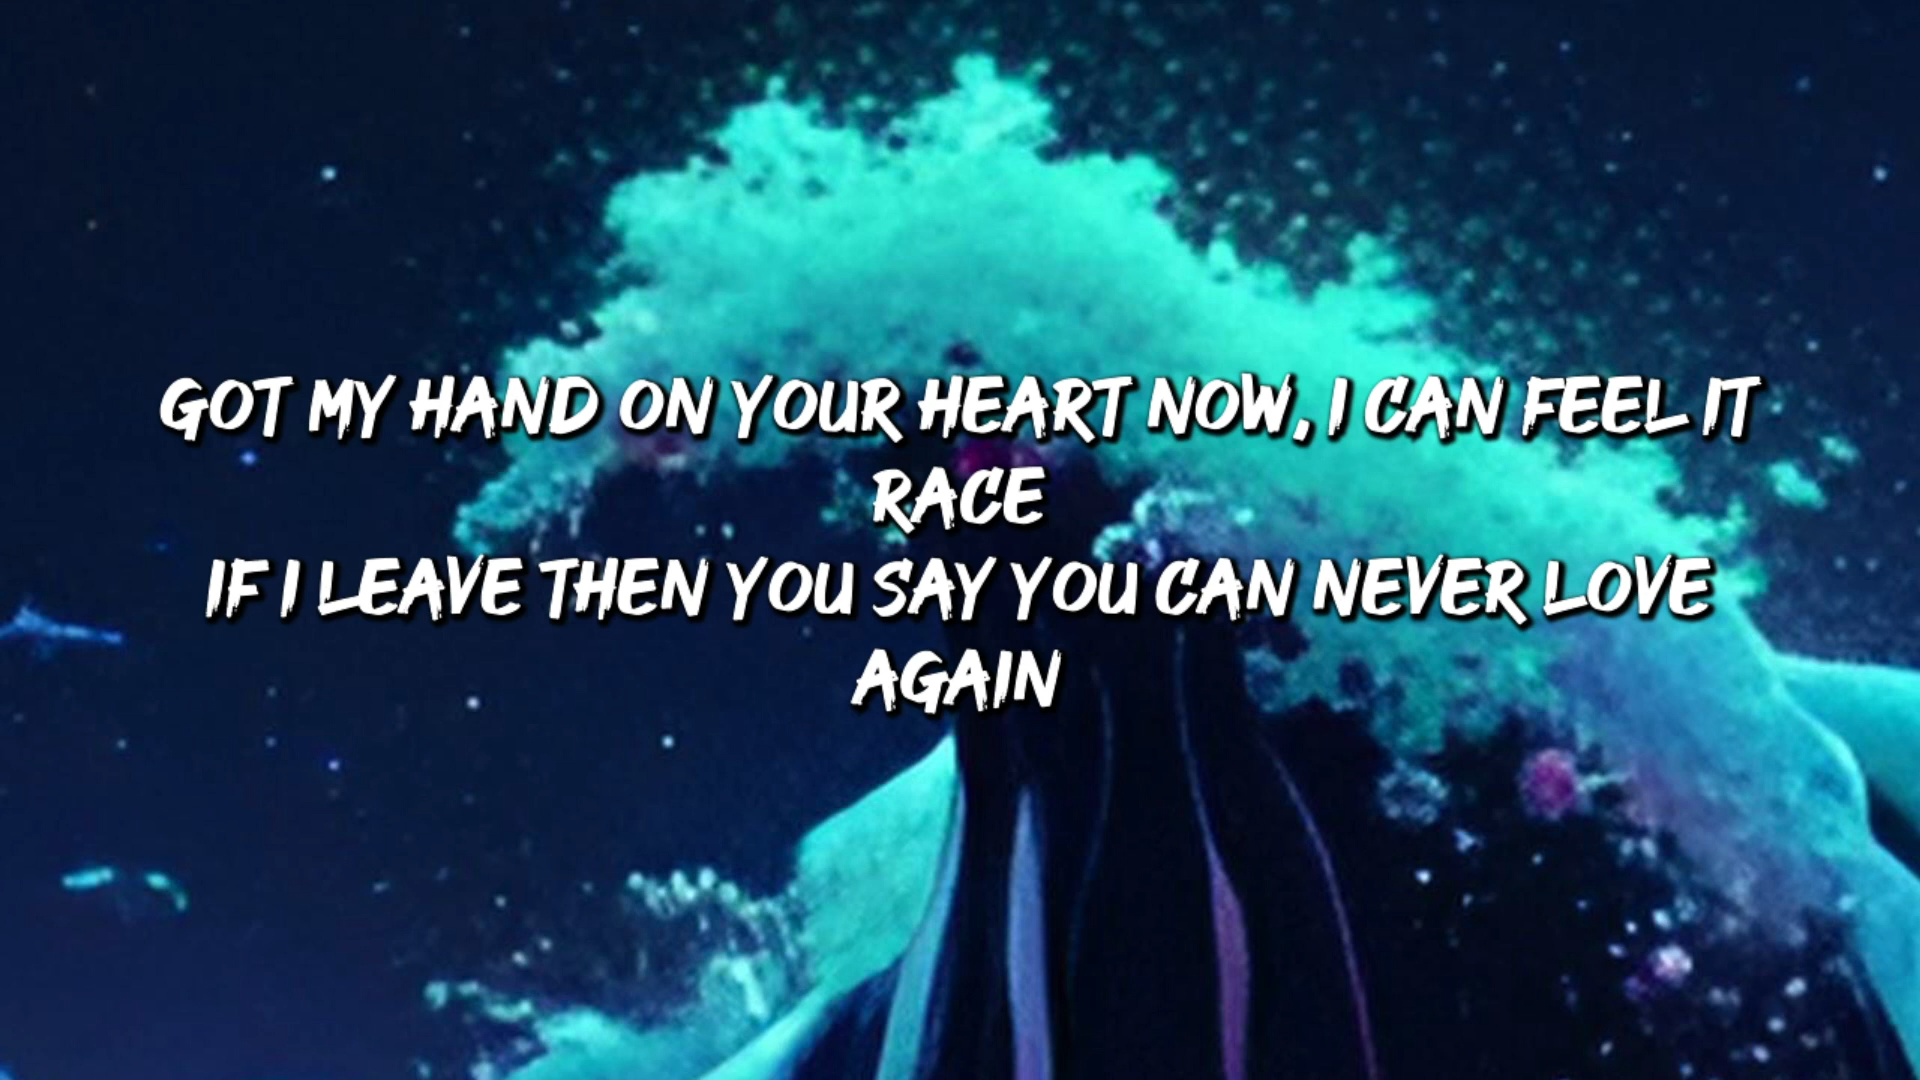 GOT MY HAND ON YOUR HEART NOW, I CAN FEEL IT
RACE
IF I LEAVE THEN YOU SAY YOU CAN NEVER LOVE
AGAIN